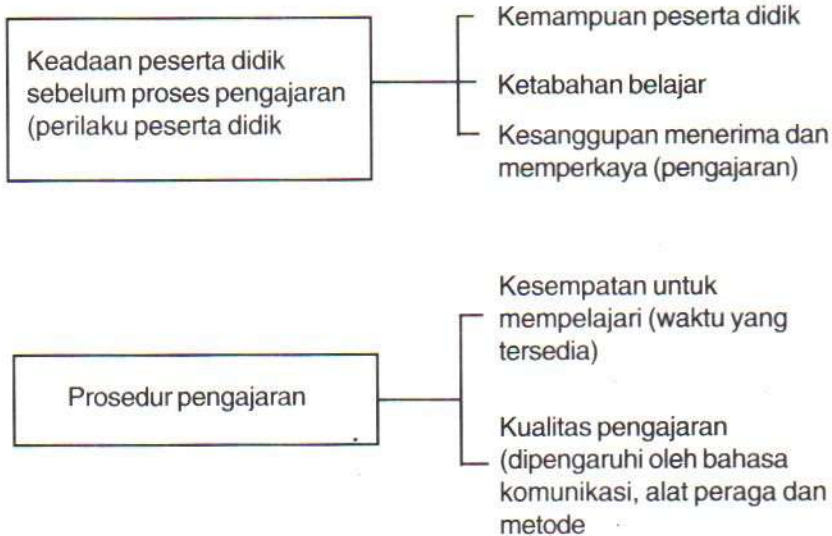 Keadaan peserta didik
sebelum proses pengajaran
(perilaku peserta didik
Kemampuan peserta didik
Ketabahan belajar
Kesanggupan menerima dan
memperkaya (pengajaran)
Prosedur pengajaran
Kesempatan untuk
mempelajari (waktu yang
tersedia)
Kualitas pengajaran
(dipengaruhi oleh bahasa
komunikasi, alat peraga dan
metode